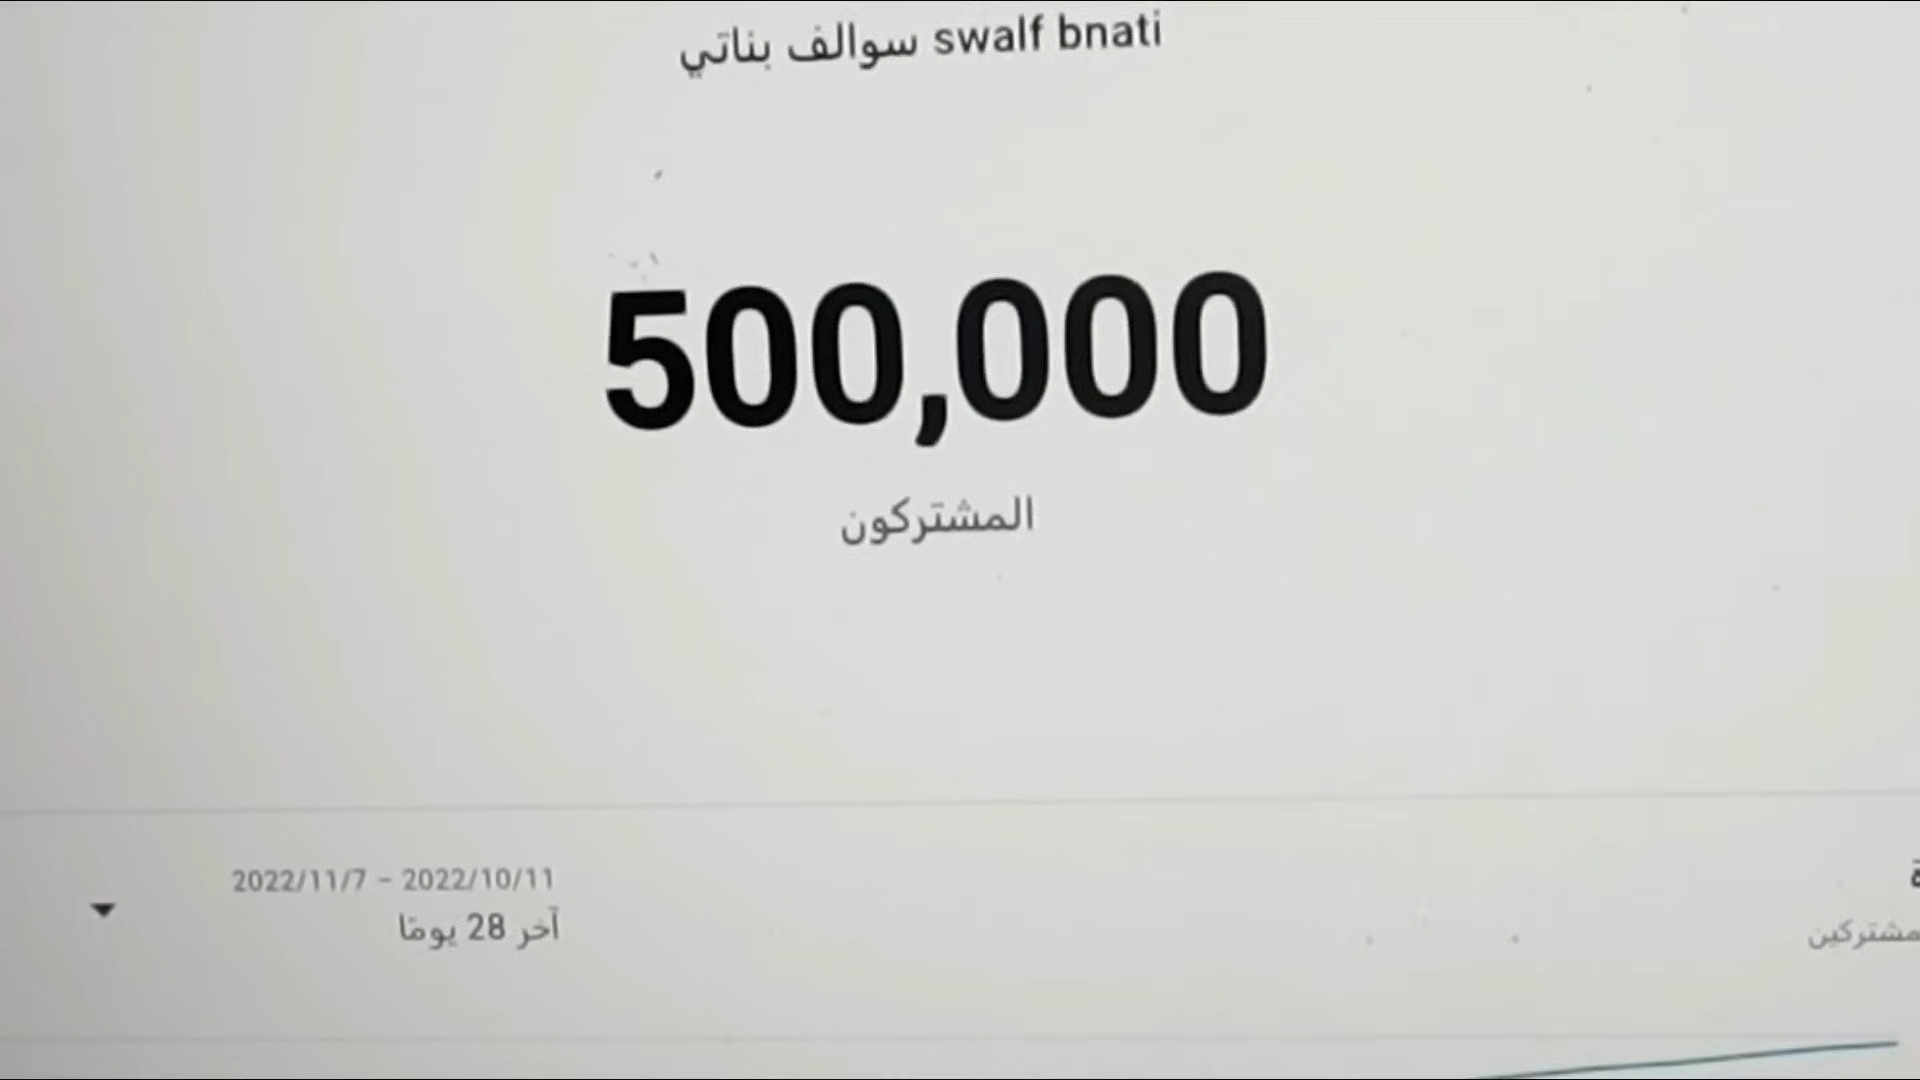 سوالف بناتي swalf bnati
500,000
المشتركون
2022/11/7 – 2022/10/11
آخر 28 يومًا